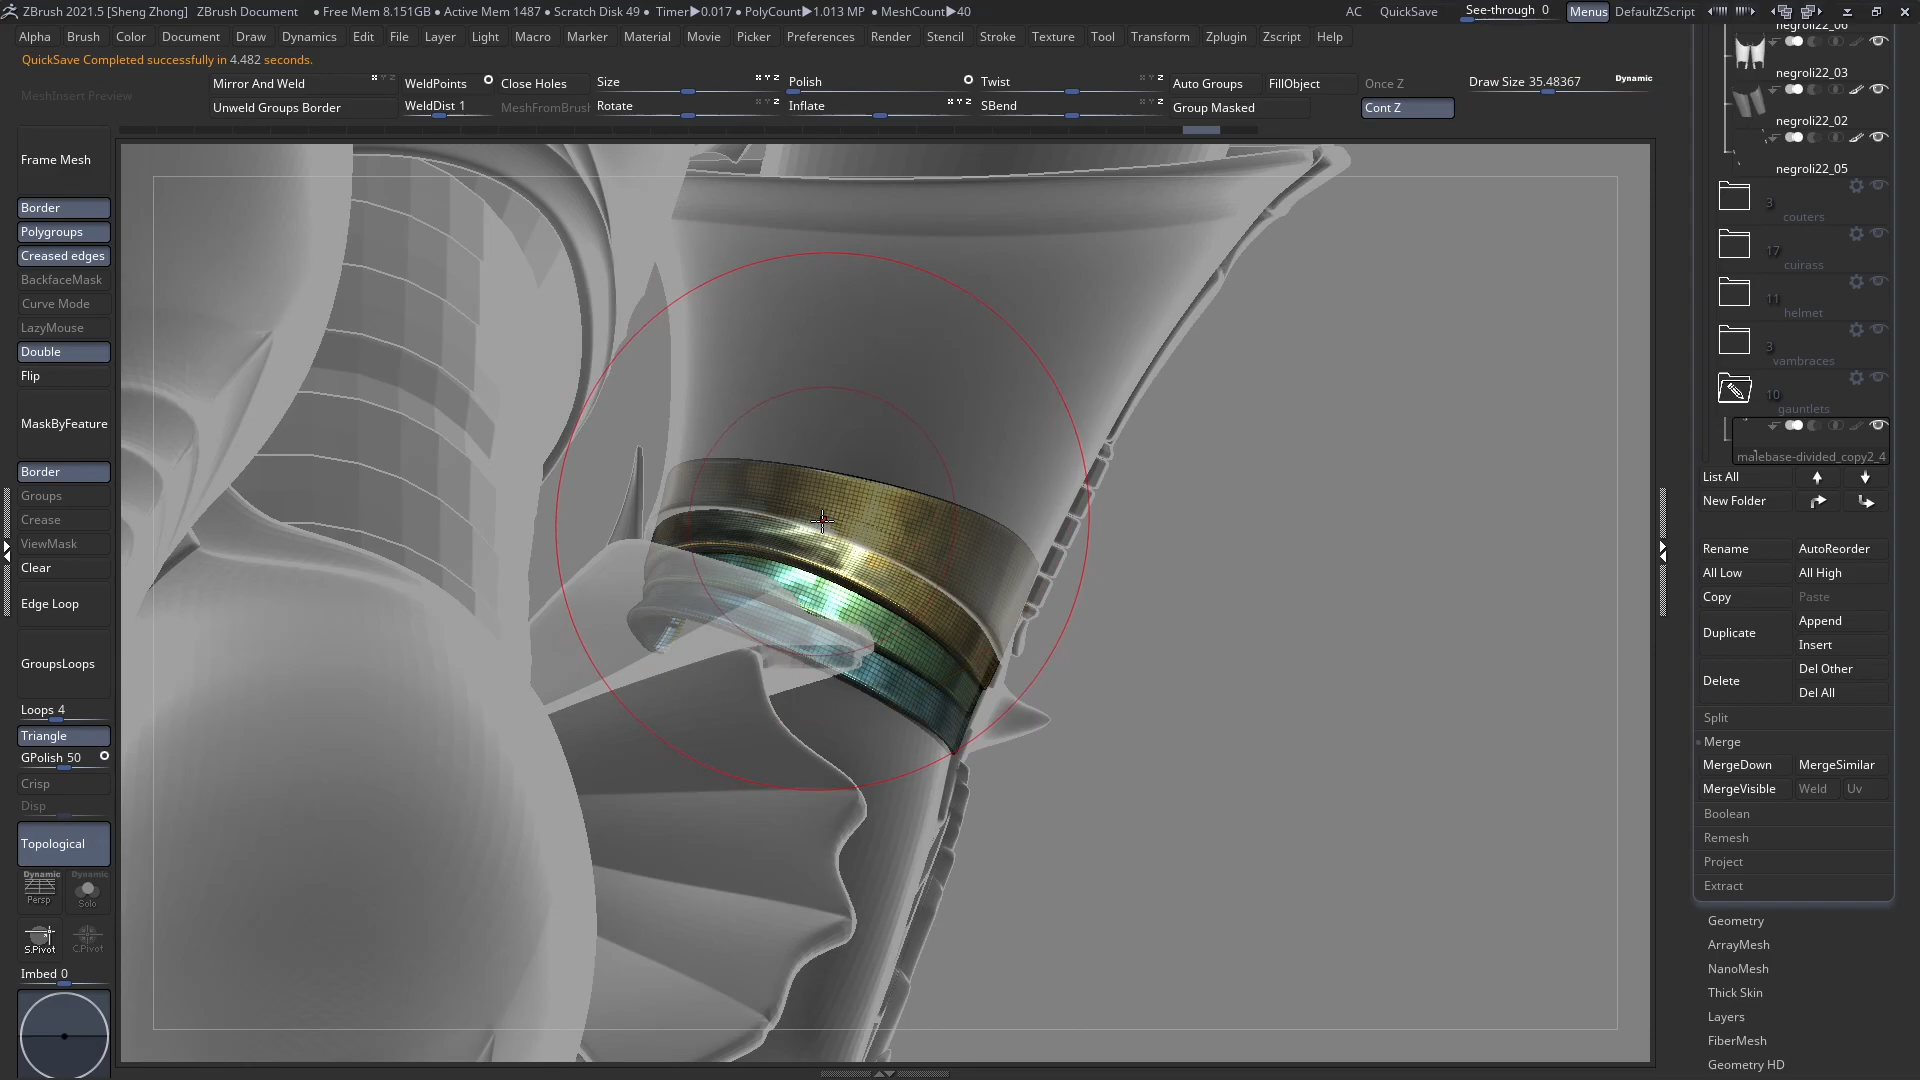 ZBrush 2021.5 [Sheng Zhong] ZBrush Document • Free Mem 8.151GB • Active Mem 1487 • Scratch Disk 49 • Timer▶0.017 • PolyCount▶1.013 MP • MeshCount▶40 AC QuickSave See-through 0 Menus DefaultZScript
Alpha Brush Color Document Draw Dynamics Edit File Layer Light Macro Marker Material Movie Picker Preferences Render Stencil Stroke Texture Tool Transform Zplugin Zscript Help
QuickSave Completed successfully in 4.482 seconds.
Mirror And Weld WeldPoints Close Holes Size Polish Twist Auto Groups FillObject Once Z Draw Size 35.48367 Dynamic
MeshInsert Preview
Unweld Groups Border WeldDist 1 MeshFromBrush Rotate Inflate SBend Group Masked Cont Z
Frame Mesh
Border
Polygroups
Creased edges
BackfaceMask
Curve Mode
LazyMouse
Double
Flip
MaskByFeature
Border
Groups
Crease
ViewMask
Clear
Edge Loop
GroupsLoops
Loops 4
Triangle
GPolish 50
Crisp
Disp
Topological
Dynamic Dynamic
Persp Solo
S.Pivot C.Pivot
Imbed 0
negroli22_06
negroli22_03
negroli22_02
negroli22_05
3
couters
17
cuirass
11
helmet
3
vambraces
10
gauntlets
malebase-divided_copy2_4
List All
New Folder
Rename AutoReorder
All Low All High
Copy Paste
Duplicate Append
Insert
Delete Del Other
Del All
Split
Merge
MergeDown MergeSimilar
MergeVisible Weld Uv
Boolean
Remesh
Project
Extract
Geometry
ArrayMesh
NanoMesh
Thick Skin
Layers
FiberMesh
Geometry HD